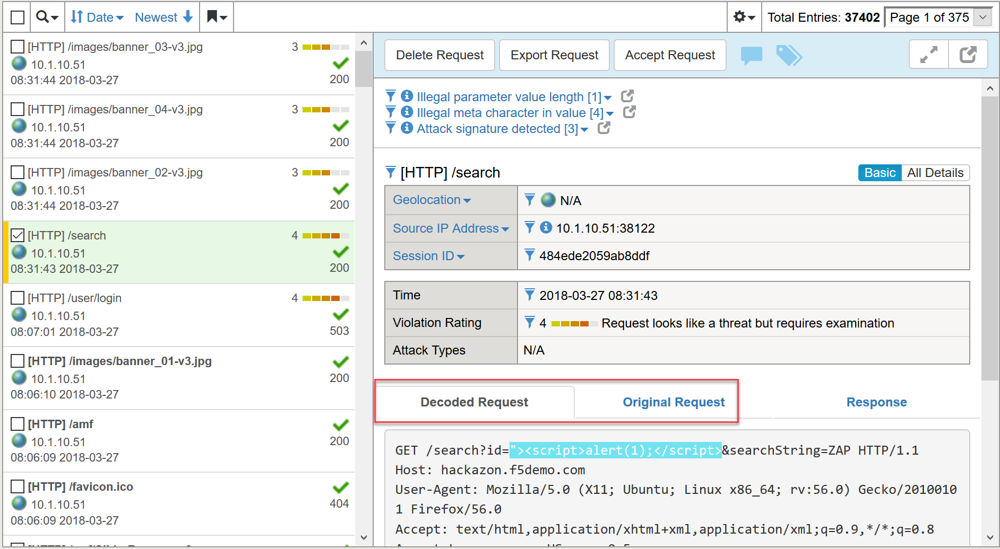 Date Newest
Total Entries: 37402 Page 1 of 375
[HTTP] /images/banner_03-v3.jpg 3
10.1.10.51
08:31:44 2018-03-27 200
[HTTP] /images/banner_04-v3.jpg 3
10.1.10.51
08:31:44 2018-03-27 200
[HTTP] /images/banner_02-v3.jpg 3
10.1.10.51
08:31:44 2018-03-27 200
[HTTP] /search 4
10.1.10.51
08:31:43 2018-03-27 200
[HTTP] /user/login 4
10.1.10.51
08:07:01 2018-03-27 503
[HTTP] /images/banner_01-v3.jpg
10.1.10.51
08:06:10 2018-03-27 200
[HTTP] /amf
10.1.10.51
08:06:09 2018-03-27 200
[HTTP] /favicon.ico
10.1.10.51
08:06:09 2018-03-27 404
Delete Request Export Request Accept Request
Illegal parameter value length [1]
Illegal meta character in value [4]
Attack signature detected [3]
[HTTP] /search Basic All Details
Geolocation N/A
Source IP Address 10.1.10.51:38122
Session ID 484ede2059ab8ddf
Time 2018-03-27 08:31:43
Violation Rating 4 Request looks like a threat but requires examination
Attack Types N/A
Decoded Request Original Request Response
GET /search?id="><script>alert(1);</script>&searchString=ZAP HTTP/1.1
Host: hackazon.f5demo.com
User-Agent: Mozilla/5.0 (X11; Ubuntu; Linux x86_64; rv:56.0) Gecko/2010010
1 Firefox/56.0
Accept: text/html,application/xhtml+xml,application/xml;q=0.9,*/*;q=0.8